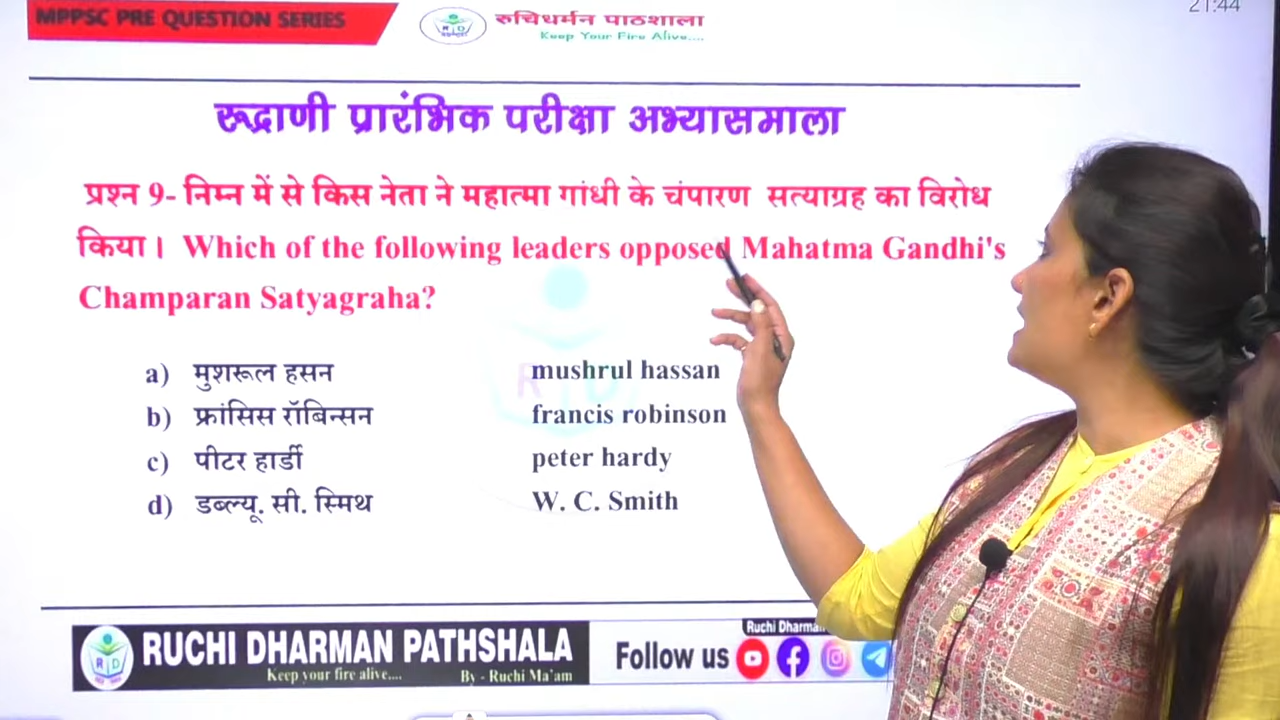 MPPSC PRE QUESTION SERIES
रुचिधर्मन पाठशाला
Keep Your Fire Alive....
21:44
रूद्राणी प्रारंभिक परीक्षा अभ्यासमाला
प्रश्न 9- निम्न में से किस नेता ने महात्मा गांधी के चंपारण सत्याग्रह का विरोध
किया। Which of the following leaders opposed Mahatma Gandhi's
Champaran Satyagraha?
a) मुशरूल हसन mushrul hassan
b) फ्रांसिस रॉबिन्सन francis robinson
c) पीटर हार्डी peter hardy
d) डब्ल्यू. सी. स्मिथ W. C. Smith
RD
RUCHI DHARMAN PATHSHALA
Keep your fire alive.... By - Ruchi Ma'am
Follow us
Ruchi